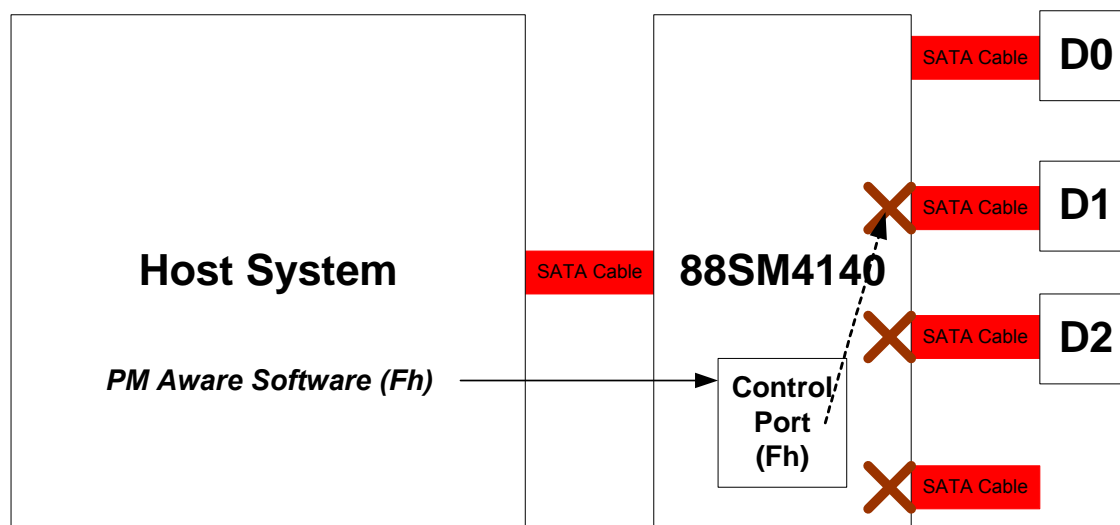 SATA Cable
D0
SATA Cable
D1
Host System
SATA Cable
88SM4140
SATA Cable
D2
PM Aware Software (Fh)
Control
Port
(Fh)
SATA Cable